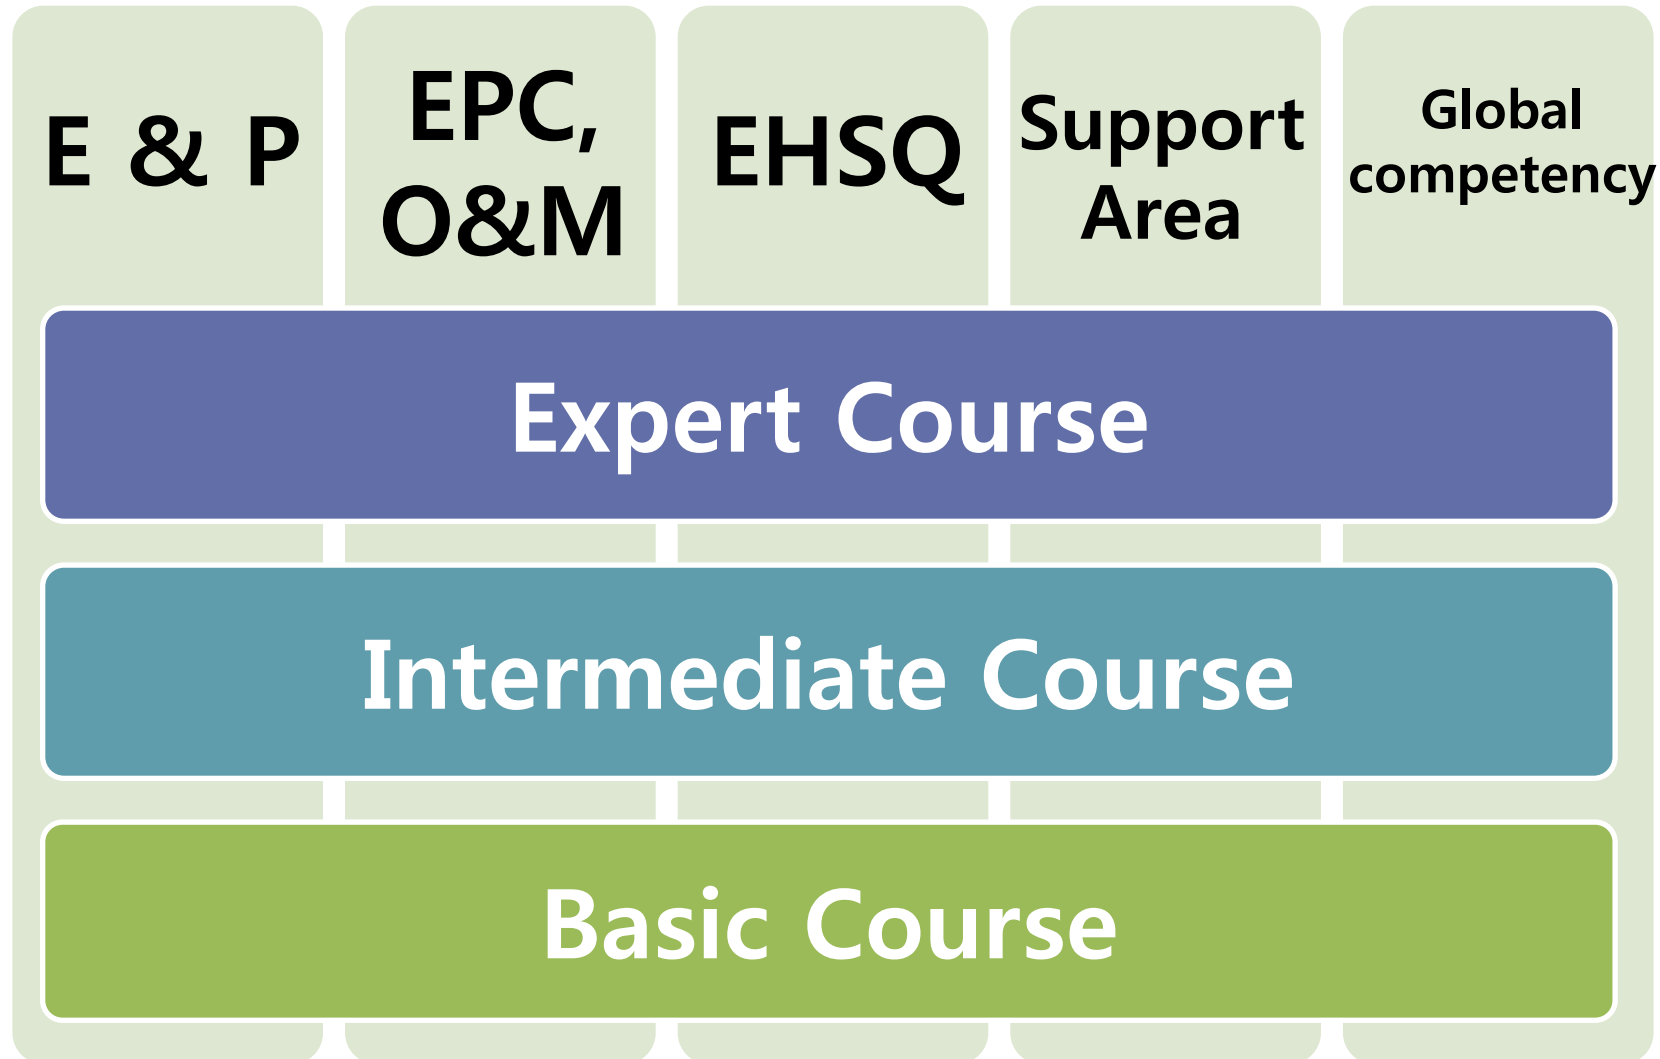 E & P
EPC,
O&M
EHSQ
Support
Area
Global
competency
Expert Course
Intermediate Course
Basic Course